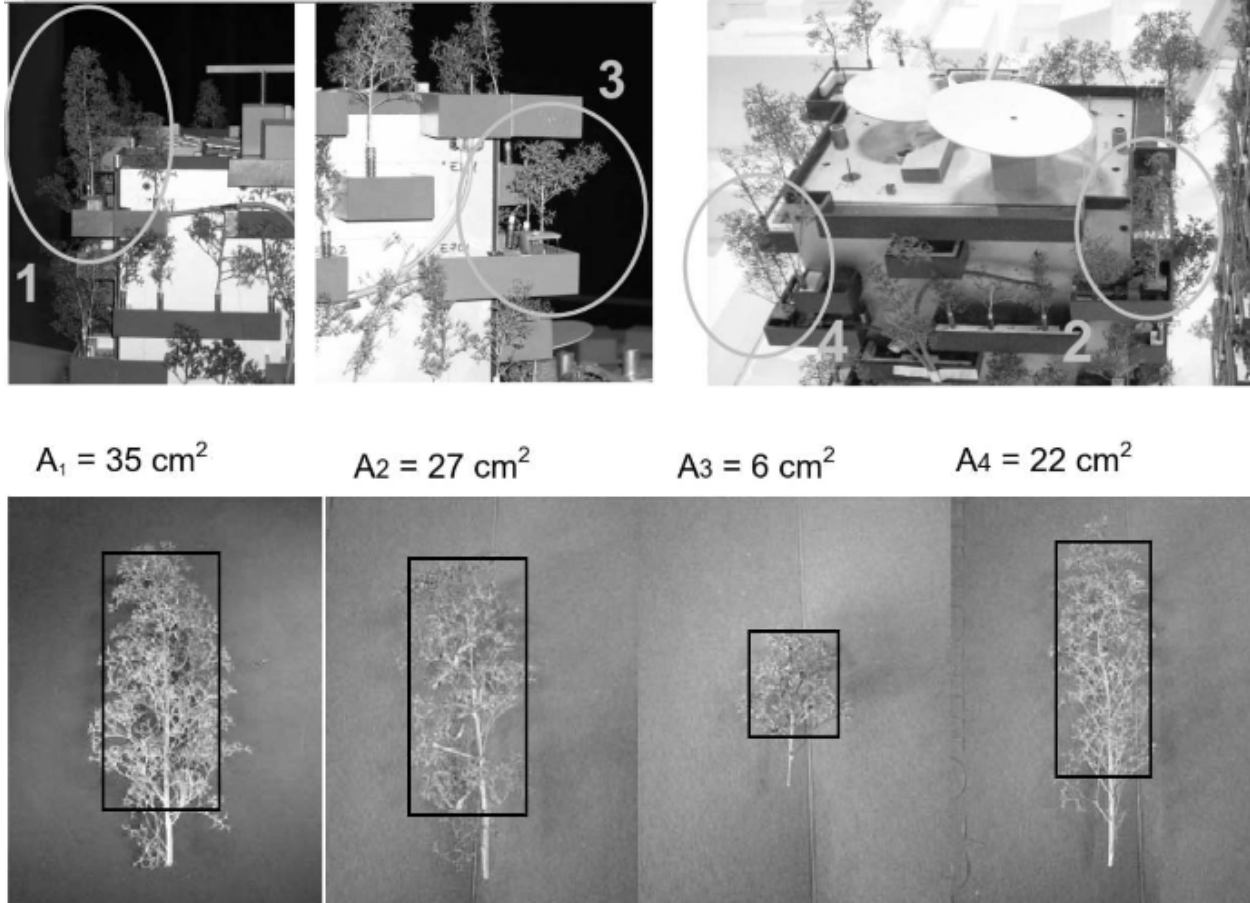 3
1
4
2
A₁ = 35 cm²
A2 = 27 cm²
A3 = 6 cm²
A4 = 22 cm²